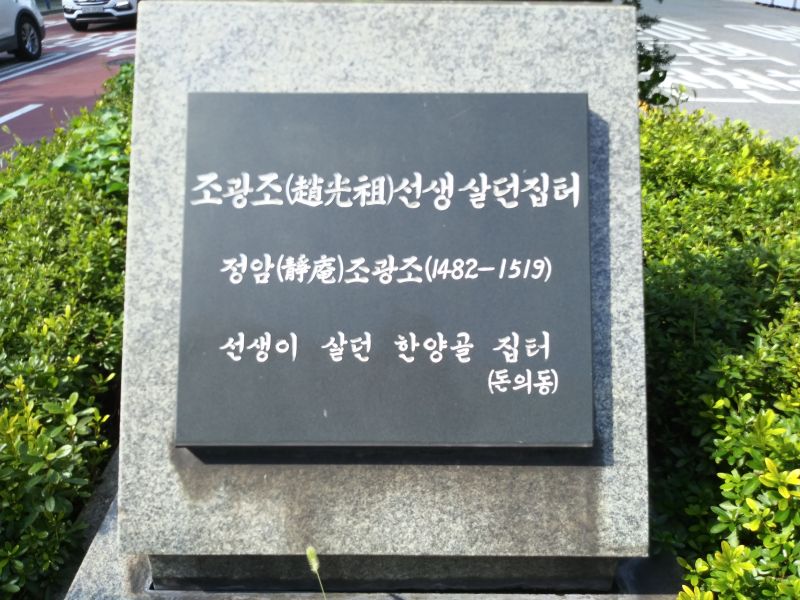 조광조(趙光祖)선생 살던집터
정암(靜庵)조광조(1482-1519)
선생이 살던 한양골 집터
(돈의동)